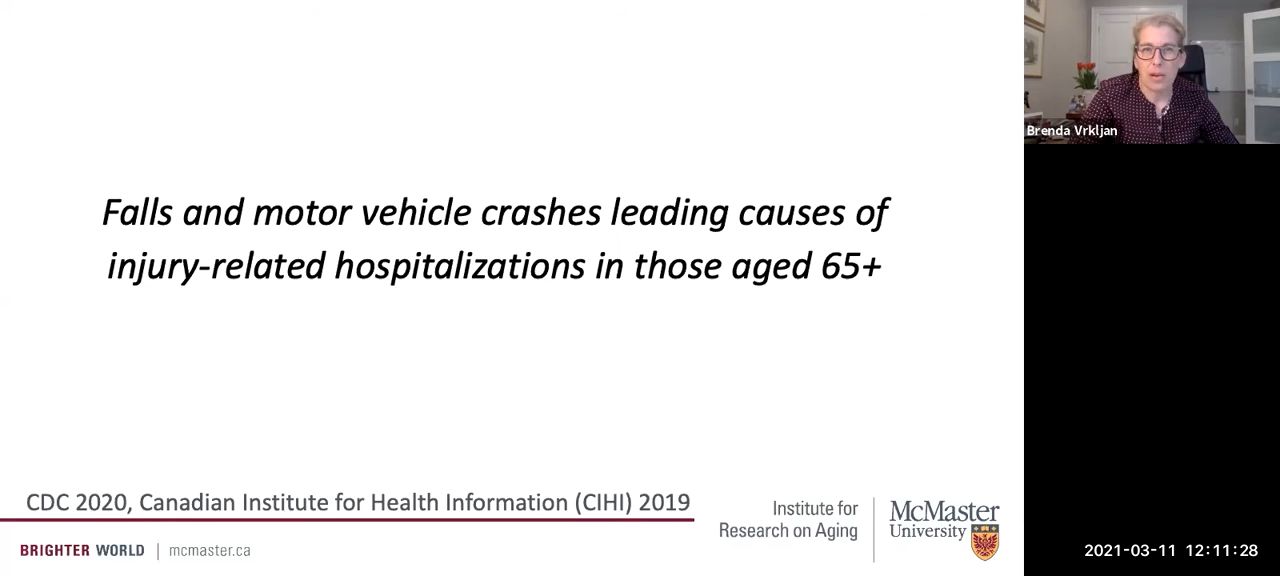 Falls and motor vehicle crashes leading causes of
injury-related hospitalizations in those aged 65+
CDC 2020, Canadian Institute for Health Information (CIHI) 2019
BRIGHTER WORLD | mcmaster.ca
Institute for
Research on Aging
McMaster
University
Brenda Vrkljan
2021-03-11 12:11:28